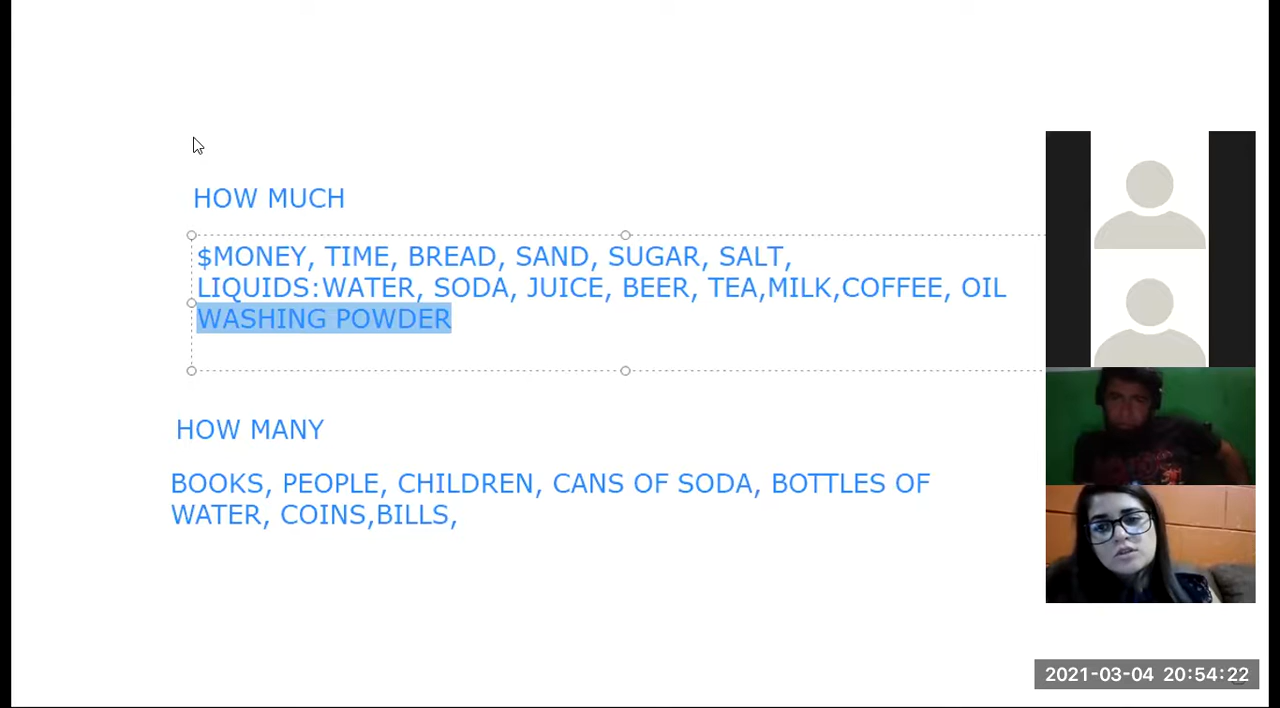 HOW MUCH
$MONEY, TIME, BREAD, SAND, SUGAR, SALT,
LIQUIDS:WATER, SODA, JUICE, BEER, TEA,MILK,COFFEE, OIL
WASHING POWDER
HOW MANY
BOOKS, PEOPLE, CHILDREN, CANS OF SODA, BOTTLES OF
WATER, COINS,BILLS,
2021-03-04 20:54:22